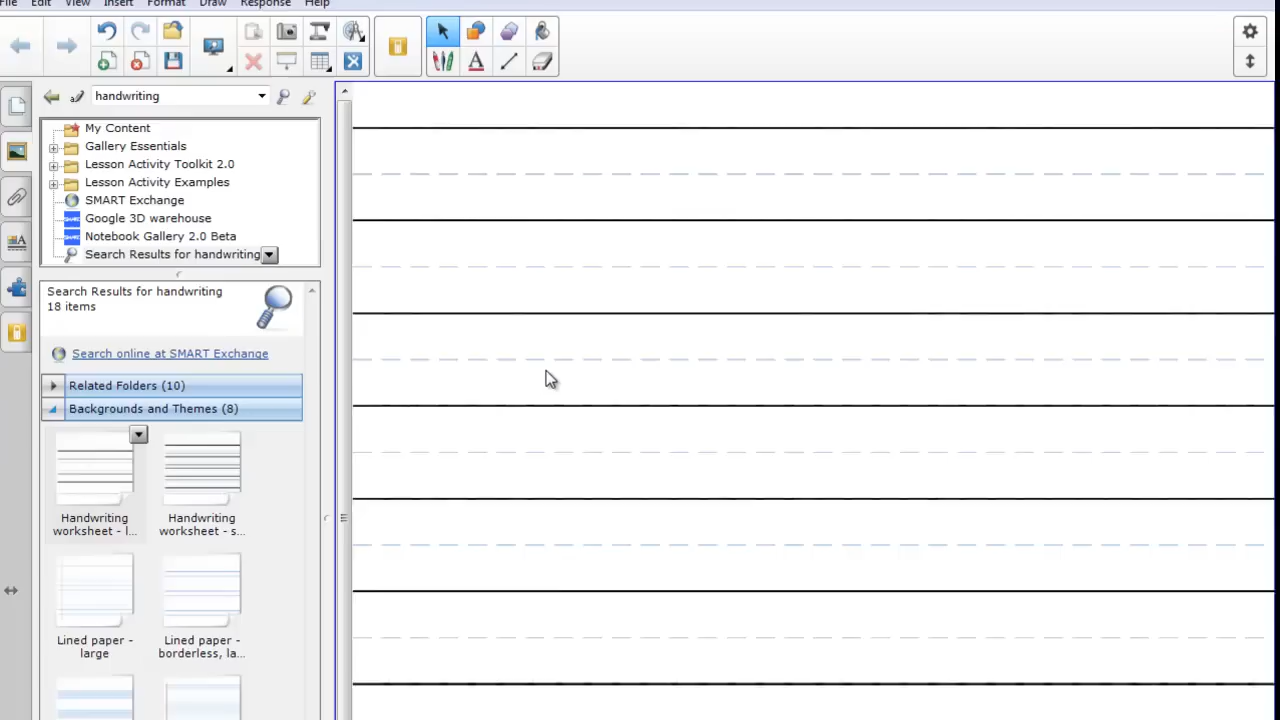 File Edit View Insert Format Draw Response Help
A
handwriting
My Content
Gallery Essentials
Lesson Activity Toolkit 2.0
Lesson Activity Examples
SMART Exchange
Google 3D warehouse
Notebook Gallery 2.0 Beta
Search Results for handwriting
Search Results for handwriting
18 items
Search online at SMART Exchange
Related Folders (10)
Backgrounds and Themes (8)
Handwriting
worksheet - l...
Handwriting
worksheet - s...
Lined paper -
large
Lined paper -
borderless, la...